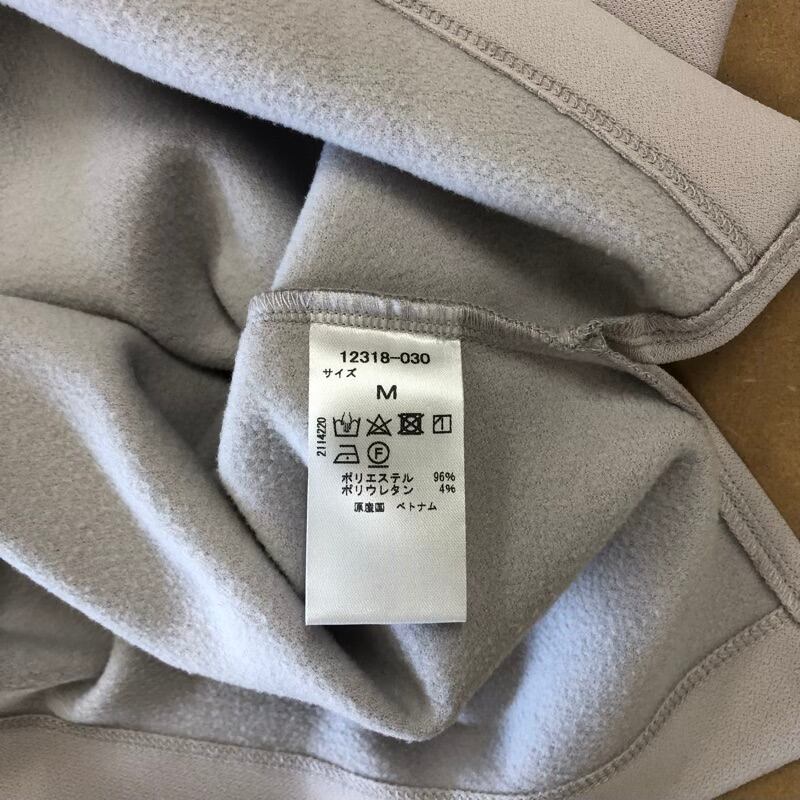 12318-030
サイズ
M
2114220
F
ポリエステル 96%
ポリウレタン 4%
原産国 ベトナム